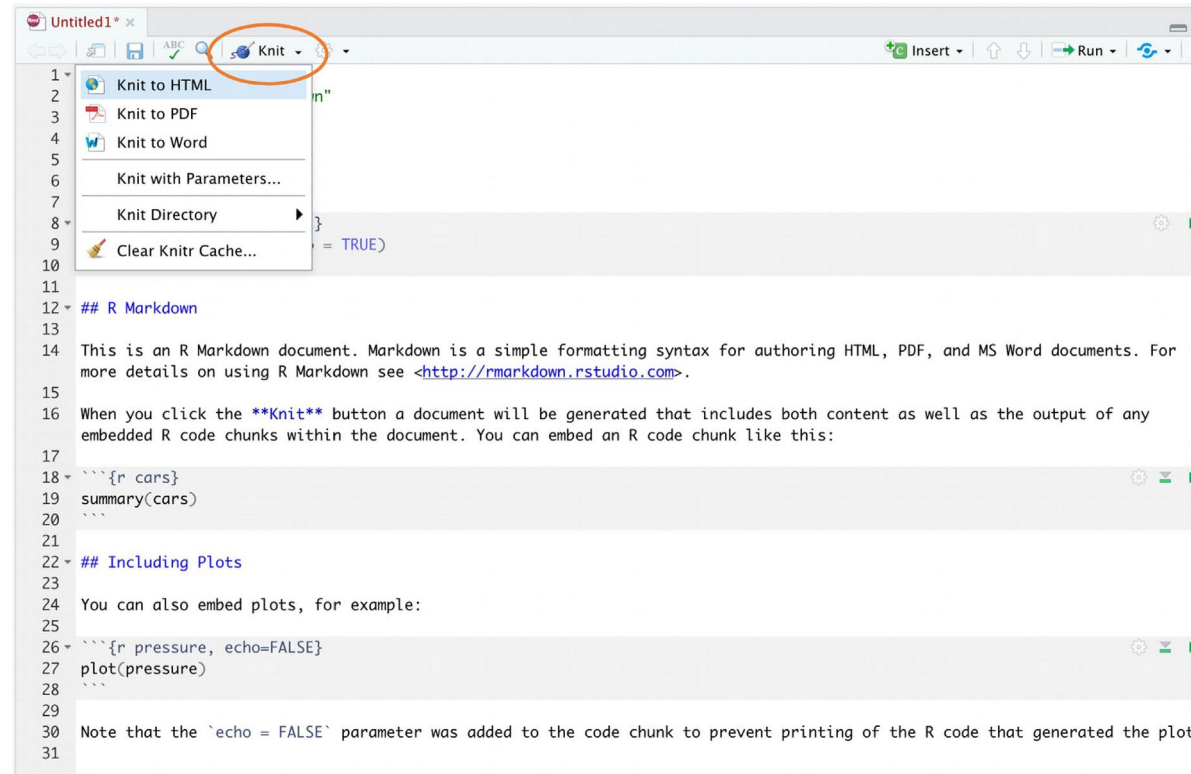 Untitled1*
ABC Knit Insert Run
1
Knit to HTML
2 n"
3 Knit to PDF
4 Knit to Word
5
6 Knit with Parameters...
7
8 Knit Directory }
9 Clear Knitr Cache... = TRUE)
10
11
12 ## R Markdown
13
14 This is an R Markdown document. Markdown is a simple formatting syntax for authoring HTML, PDF, and MS Word documents. For
more details on using R Markdown see <http://rmarkdown.rstudio.com>.
15
16 When you click the **Knit** button a document will be generated that includes both content as well as the output of any
embedded R code chunks within the document. You can embed an R code chunk like this:
17
18 ```{r cars}
19 summary(cars)
20 ```
21
22 ## Including Plots
23
24 You can also embed plots, for example:
25
26 ```{r pressure, echo=FALSE}
27 plot(pressure)
28 ```
29
30 Note that the `echo = FALSE` parameter was added to the code chunk to prevent printing of the R code that generated the plot
31